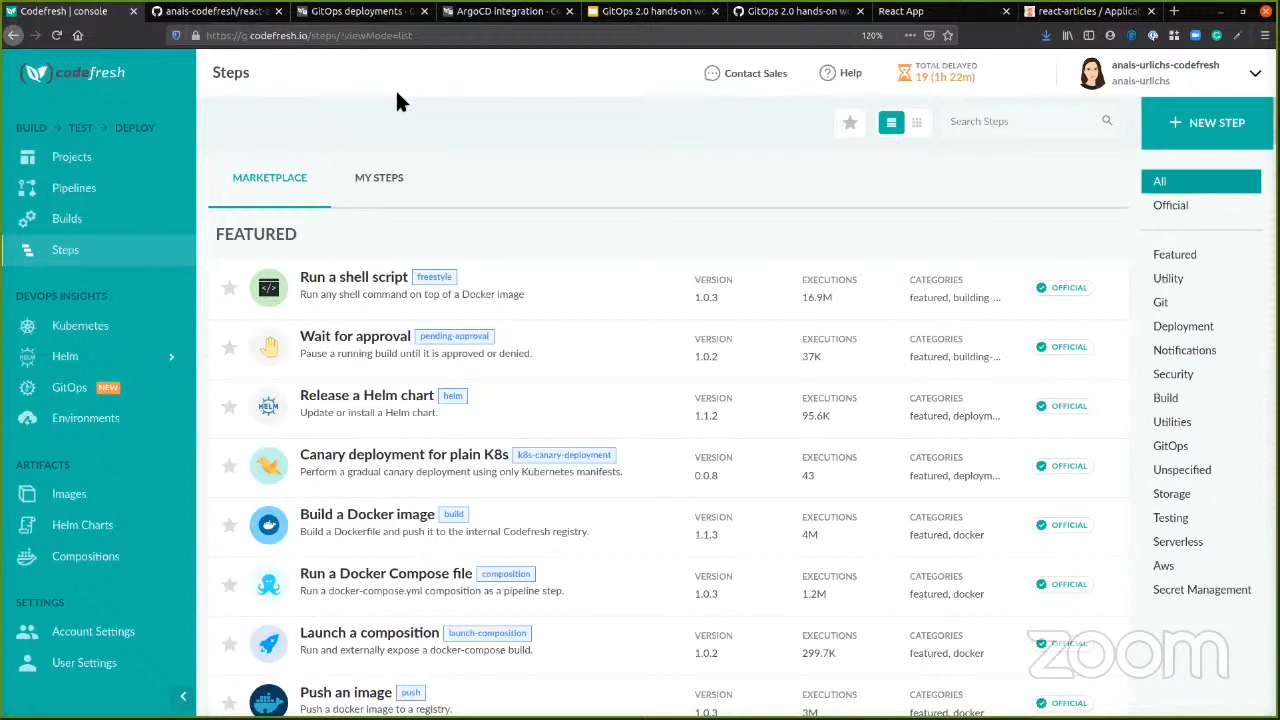 Codefresh | console
anais-codefresh/react-a
GitOps deployments · C
ArgoCD integration · Co
GitOps 2.0 hands-on wo
GitOps 2.0 hands-on wo
React App
react-articles / Applicat
https://g.codefresh.io/steps/?viewMode=list
120%
codefresh
Steps
Contact Sales
Help
TOTAL DELAYED
19 (1h 22m)
anais-urlichs-codefresh
anais-urlichs
BUILD → TEST → DEPLOY
Projects
Pipelines
Builds
Steps
DEVOPS INSIGHTS
Kubernetes
Helm
GitOps NEW
Environments
ARTIFACTS
Images
Helm Charts
Compositions
SETTINGS
Account Settings
User Settings
Search Steps
NEW STEP
MARKETPLACE
MY STEPS
FEATURED
Run a shell script freestyle
Run any shell command on top of a Docker image
VERSION
1.0.3
EXECUTIONS
16.9M
CATEGORIES
featured, building-...
OFFICIAL
Wait for approval pending-approval
Pause a running build until it is approved or denied.
VERSION
1.0.2
EXECUTIONS
37K
CATEGORIES
featured, building-...
OFFICIAL
HELM
Release a Helm chart helm
Update or install a Helm chart.
VERSION
1.1.2
EXECUTIONS
95.6K
CATEGORIES
featured, deploym...
OFFICIAL
Canary deployment for plain K8s k8s-canary-deployment
Perform a gradual canary deployment using only Kubernetes manifests.
VERSION
0.0.8
EXECUTIONS
43
CATEGORIES
featured, deploym...
OFFICIAL
Build a Docker image build
Build a Dockerfile and push it to the internal Codefresh registry.
VERSION
1.1.3
EXECUTIONS
4M
CATEGORIES
featured, docker
OFFICIAL
Run a Docker Compose file composition
Run a docker-compose.yml composition as a pipeline step.
VERSION
1.0.3
EXECUTIONS
1.2M
CATEGORIES
featured, docker
OFFICIAL
Launch a composition launch-composition
Run and externally expose a docker-compose build.
VERSION
1.0.2
EXECUTIONS
299.7K
CATEGORIES
featured, docker
OFFICIAL
Push an image push
Push a docker image to a registry.
VERSION
1.0.3
EXECUTIONS
3M
CATEGORIES
featured, docker
OFFICIAL
All
Official
Featured
Utility
Git
Deployment
Notifications
Security
Build
Utilities
GitOps
Unspecified
Storage
Testing
Serverless
Aws
Secret Management
zoom